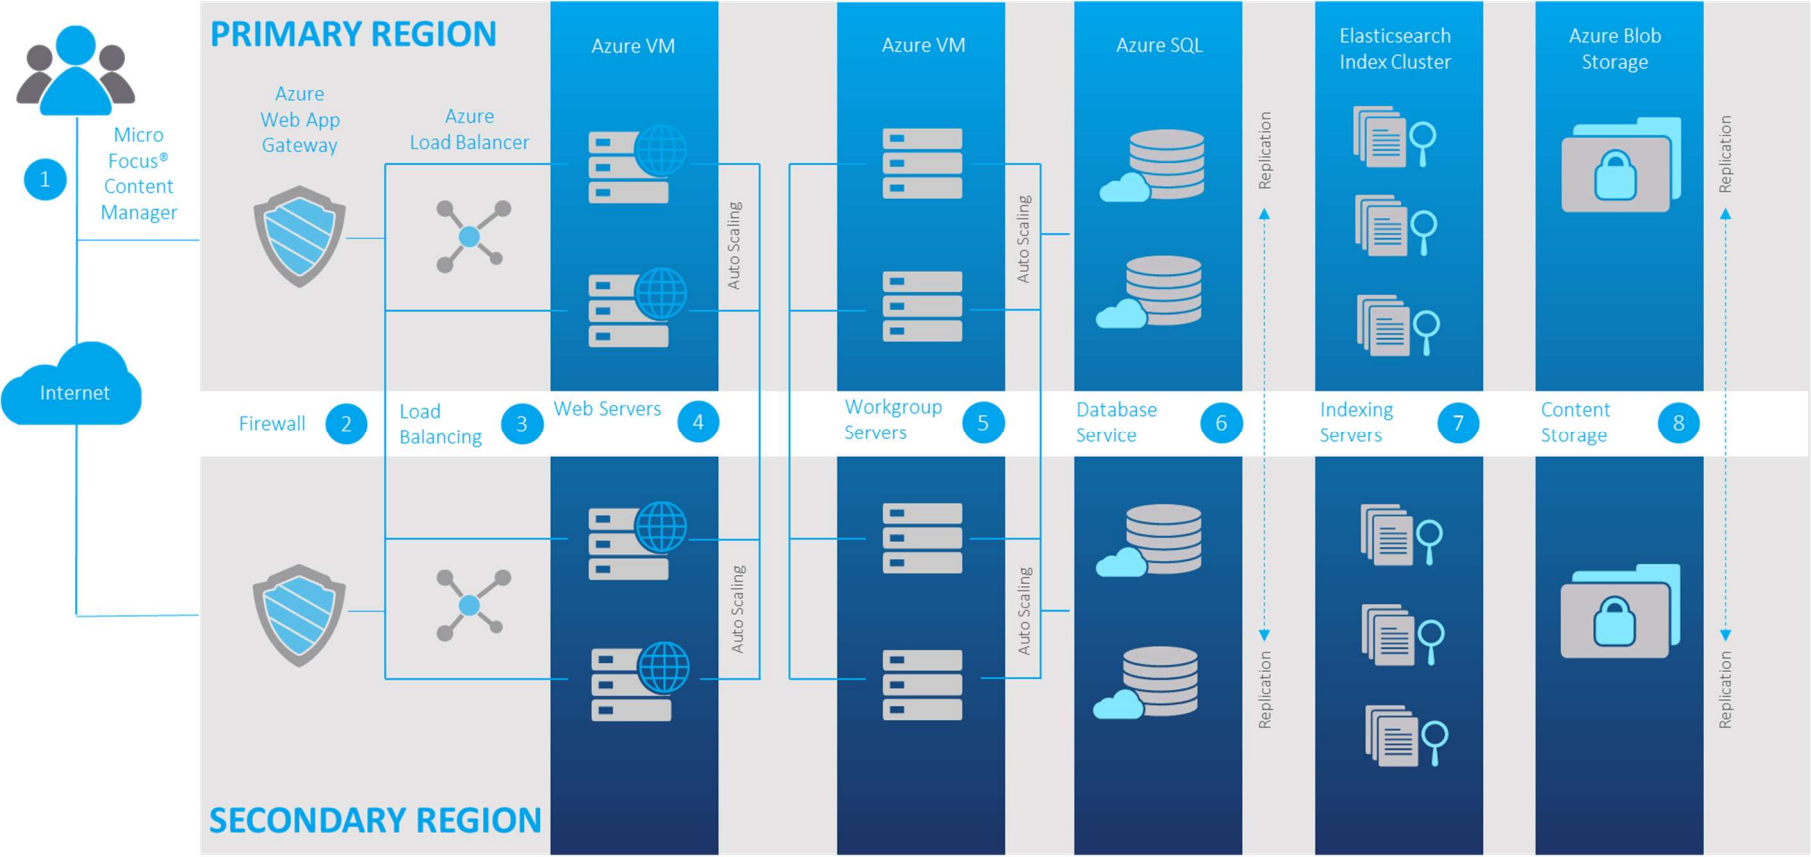 PRIMARY REGION
Azure
Web App
Gateway
Azure
Load Balancer
Azure VM
Azure VM
Azure SQL
Elasticsearch
Index Cluster
Azure Blob
Storage
Micro
Focus®
Content
Manager
1
Auto Scaling
Auto Scaling
Replication
Replication
Internet
Firewall
2
Load
Balancing
3
Web Servers
4
Workgroup
Servers
5
Database
Service
6
Indexing
Servers
7
Content
Storage
8
Auto Scaling
Auto Scaling
Replication
Replication
SECONDARY REGION